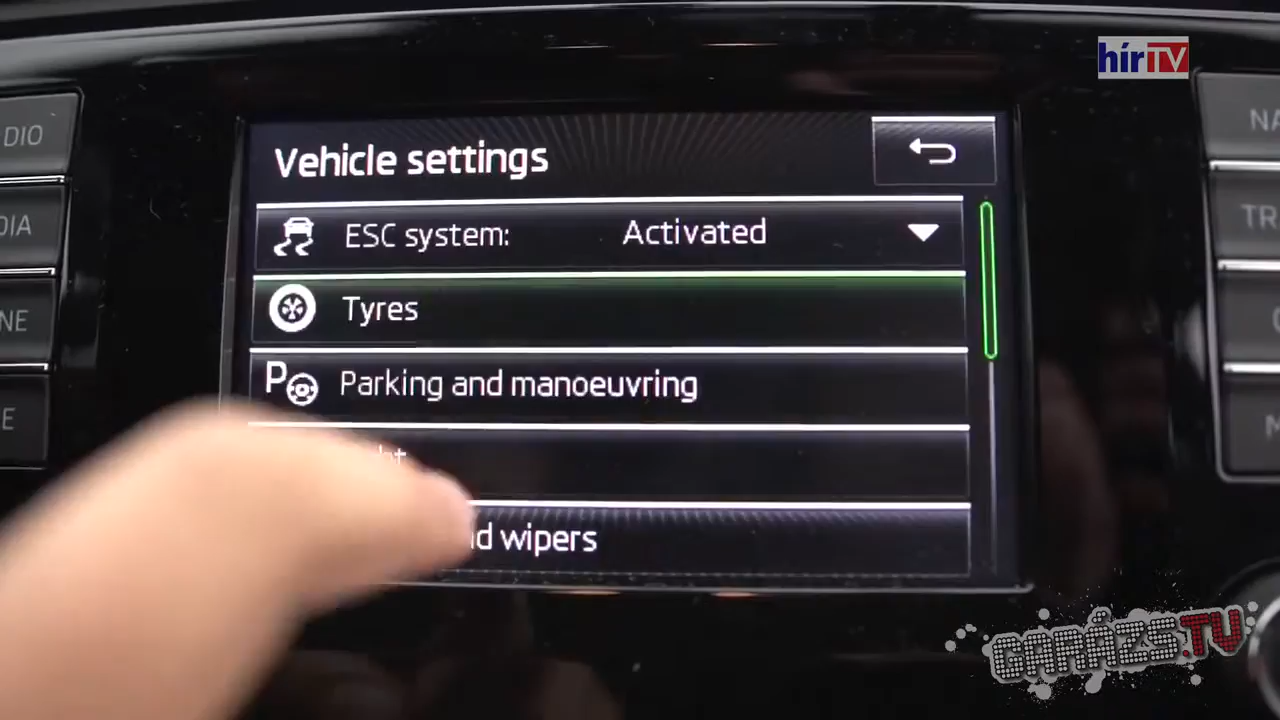 hírTV
Vehicle settings
ESC system: Activated
Tyres
P Parking and manoeuvring
wipers
GARÁZS.TV